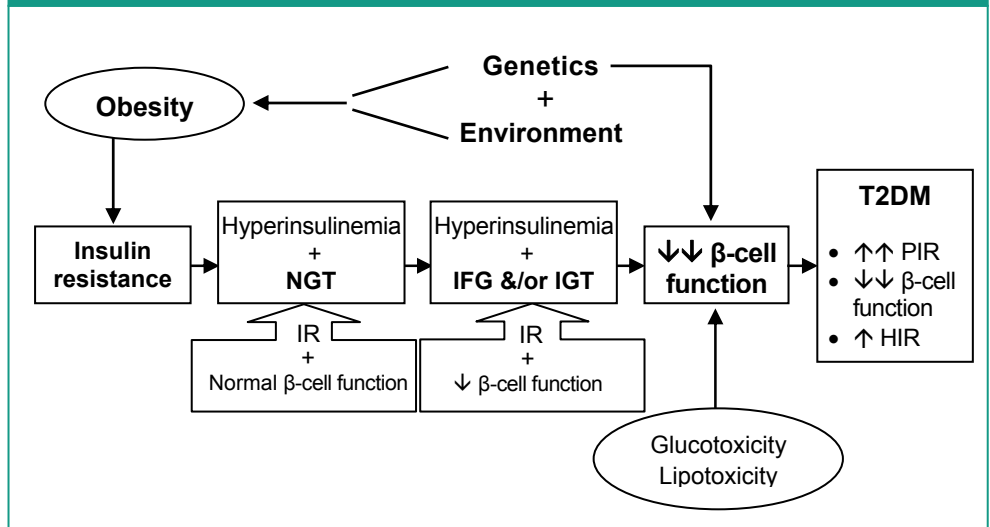 Genetics
+
Environment
Obesity
Insulin
resistance
Hyperinsulinemia
+
NGT
Hyperinsulinemia
+
IFG &/or IGT
↓↓ β-cell
function
T2DM
• ↑↑ PIR
• ↓↓ β-cell
function
• ↑ HIR
IR
+
Normal β-cell function
IR
+
↓ β-cell function
Glucotoxicity
Lipotoxicity